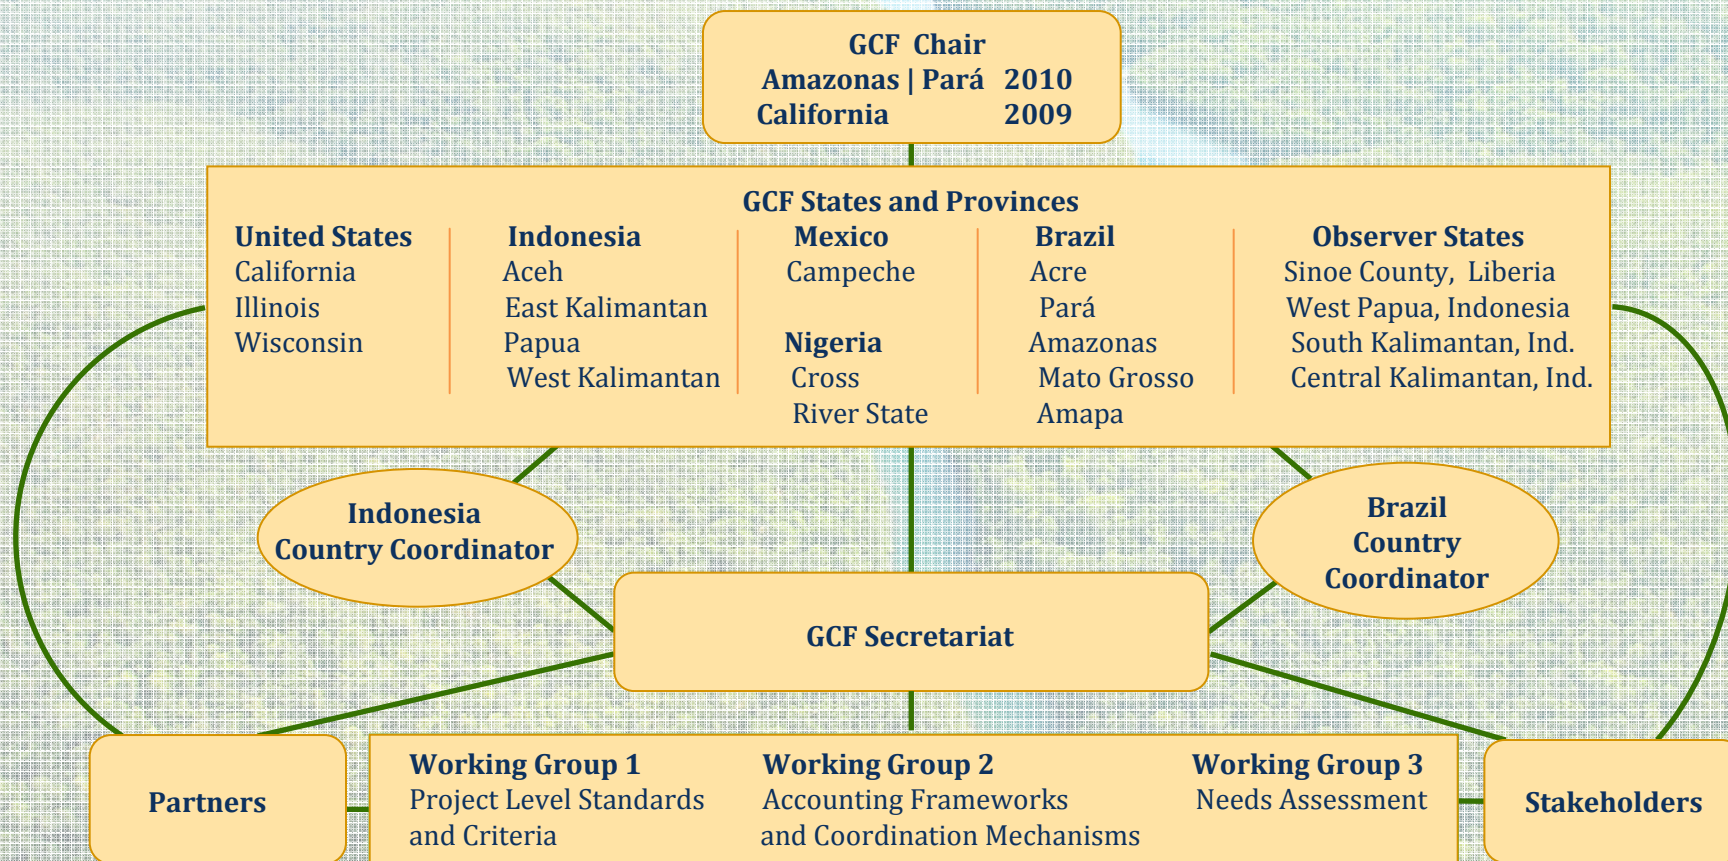 GCF Chair
Amazonas | Pará 2010
California 2009
GCF States and Provinces
United States
California
Illinois
Wisconsin
Indonesia
Aceh
East Kalimantan
Papua
West Kalimantan
Mexico
Campeche
Nigeria
Cross
River State
Brazil
Acre
Pará
Amazonas
Mato Grosso
Amapa
Observer States
Sinoe County, Liberia
West Papua, Indonesia
South Kalimantan, Ind.
Central Kalimantan, Ind.
Indonesia
Country Coordinator
Brazil
Country
Coordinator
GCF Secretariat
Partners
Working Group 1
Project Level Standards
and Criteria
Working Group 2
Accounting Frameworks
and Coordination Mechanisms
Working Group 3
Needs Assessment
Stakeholders